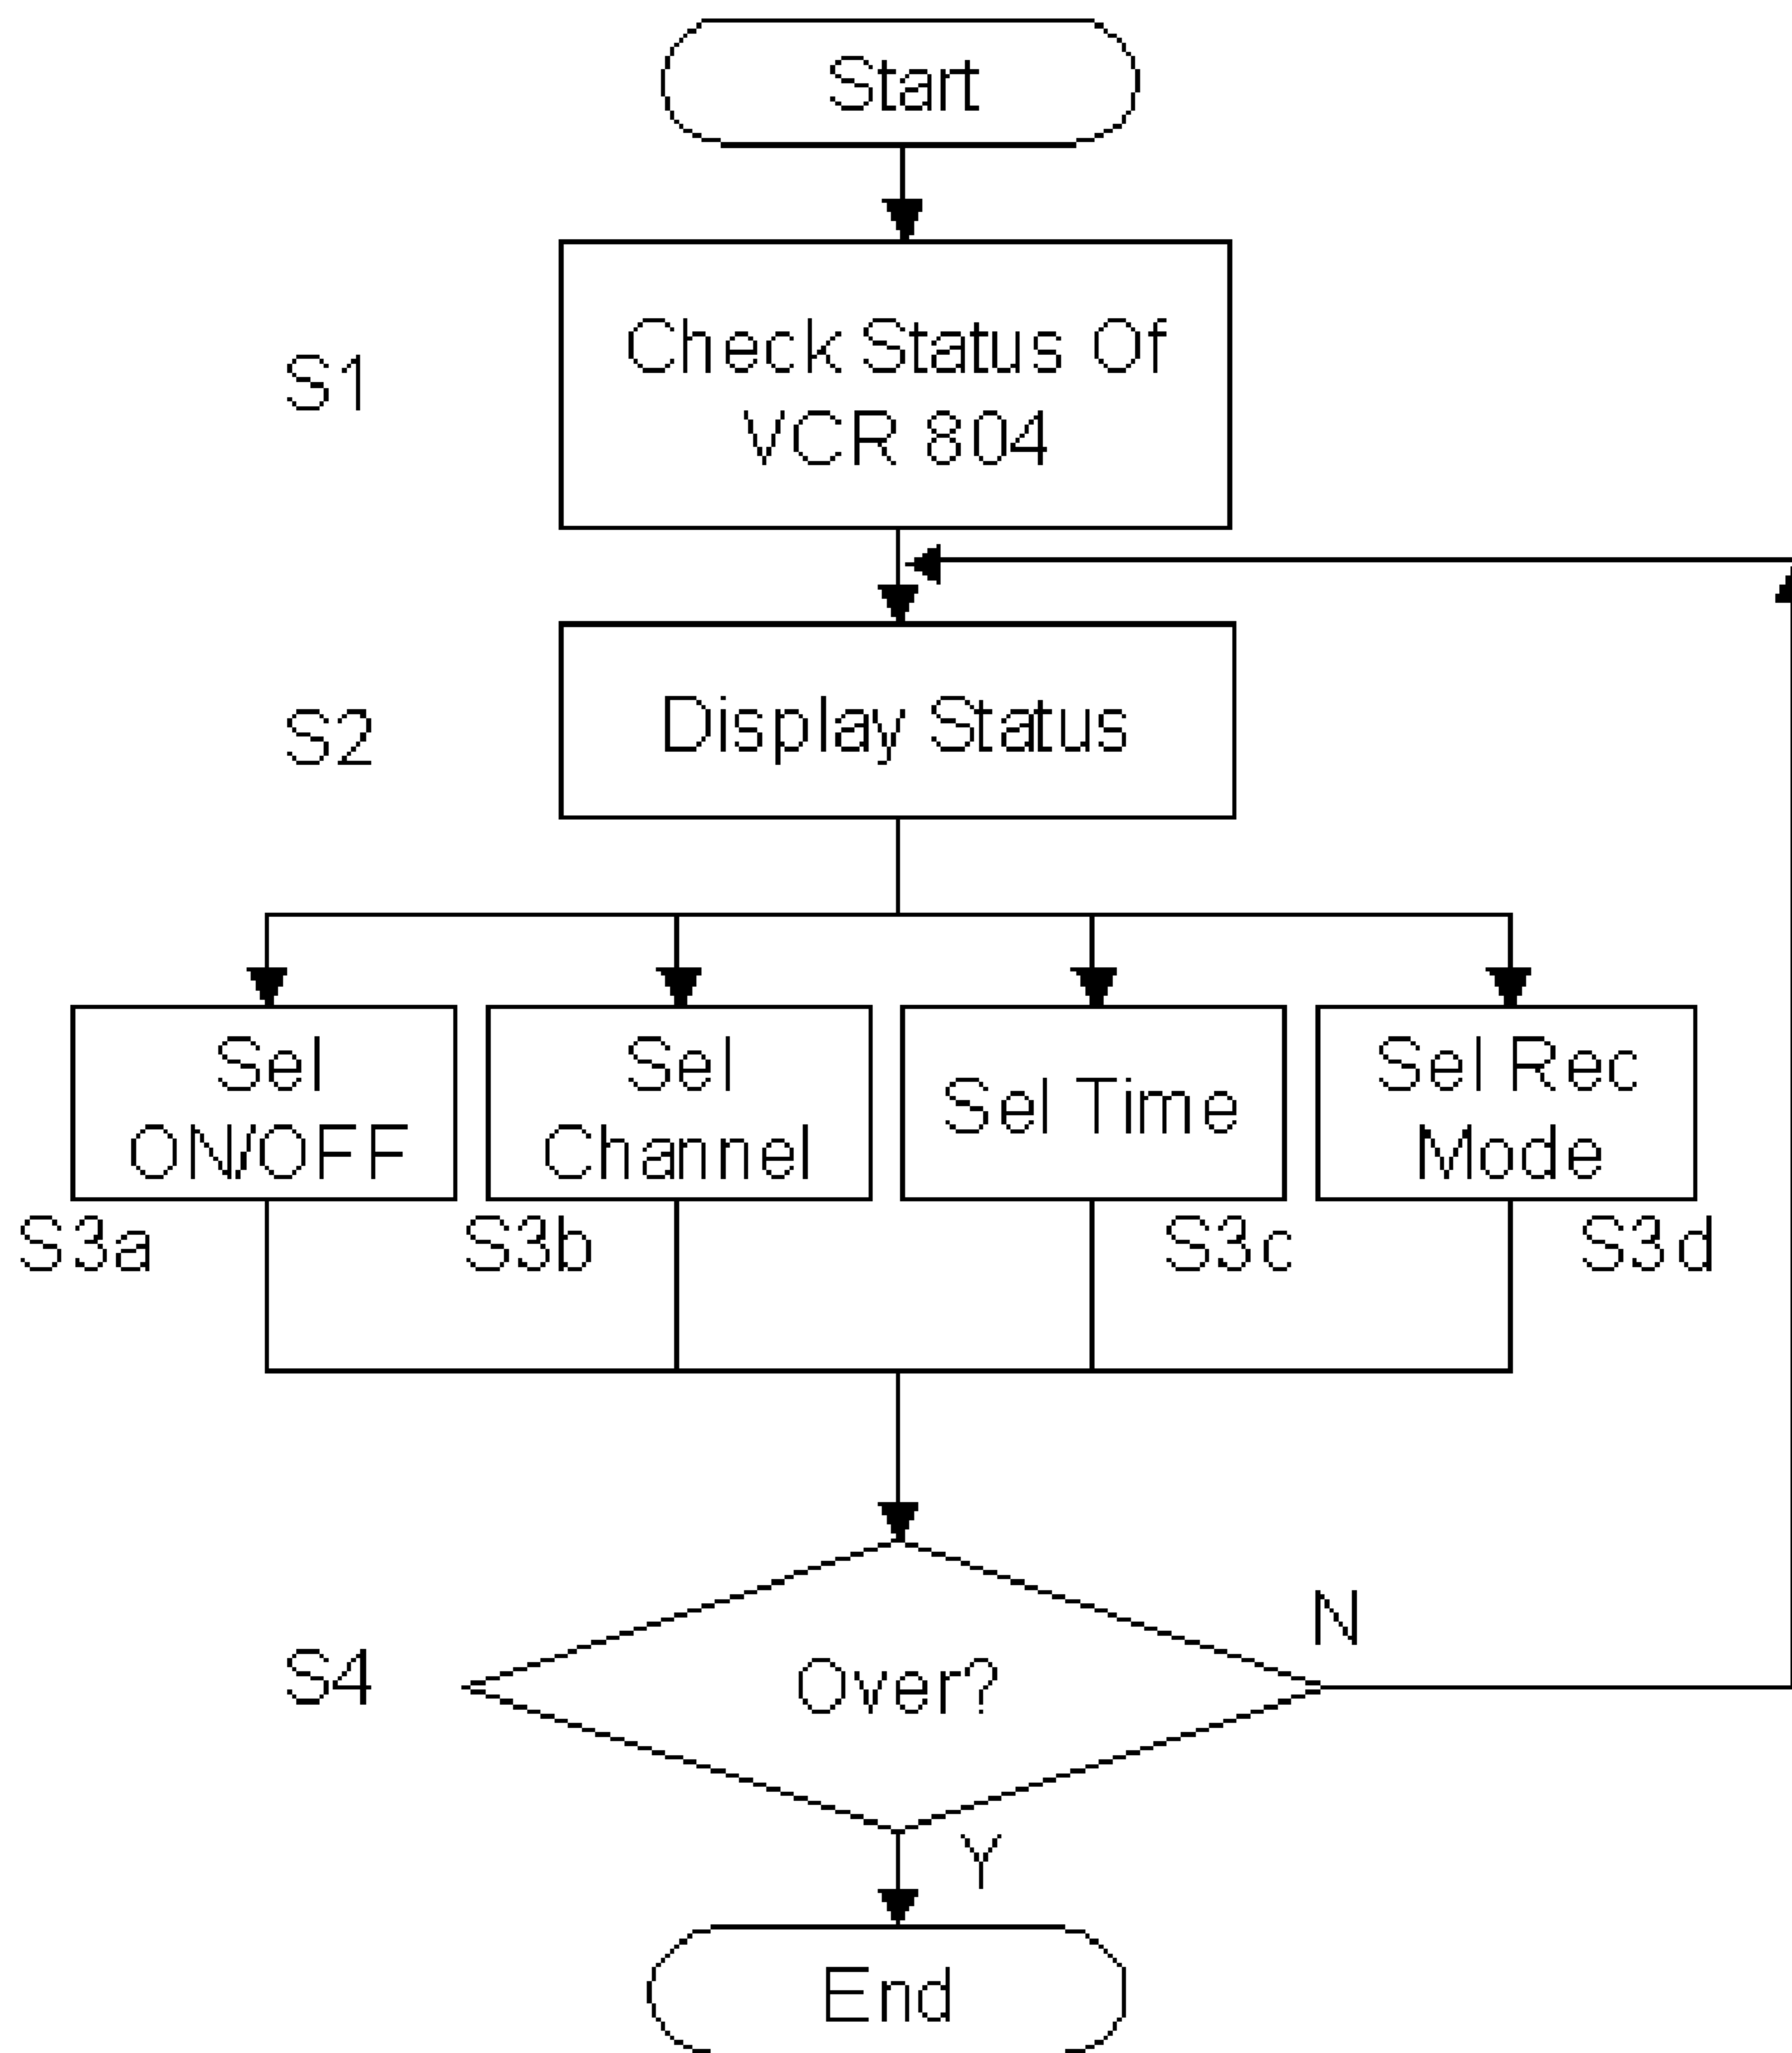 Start
S1
Check Status Of
VCR 804
S2
Display Status
Sel
ON/OFF
Sel
Channel
Sel Time
Sel Rec
Mode
S3a
S3b
S3c
S3d
S4
Over?
N
Y
End